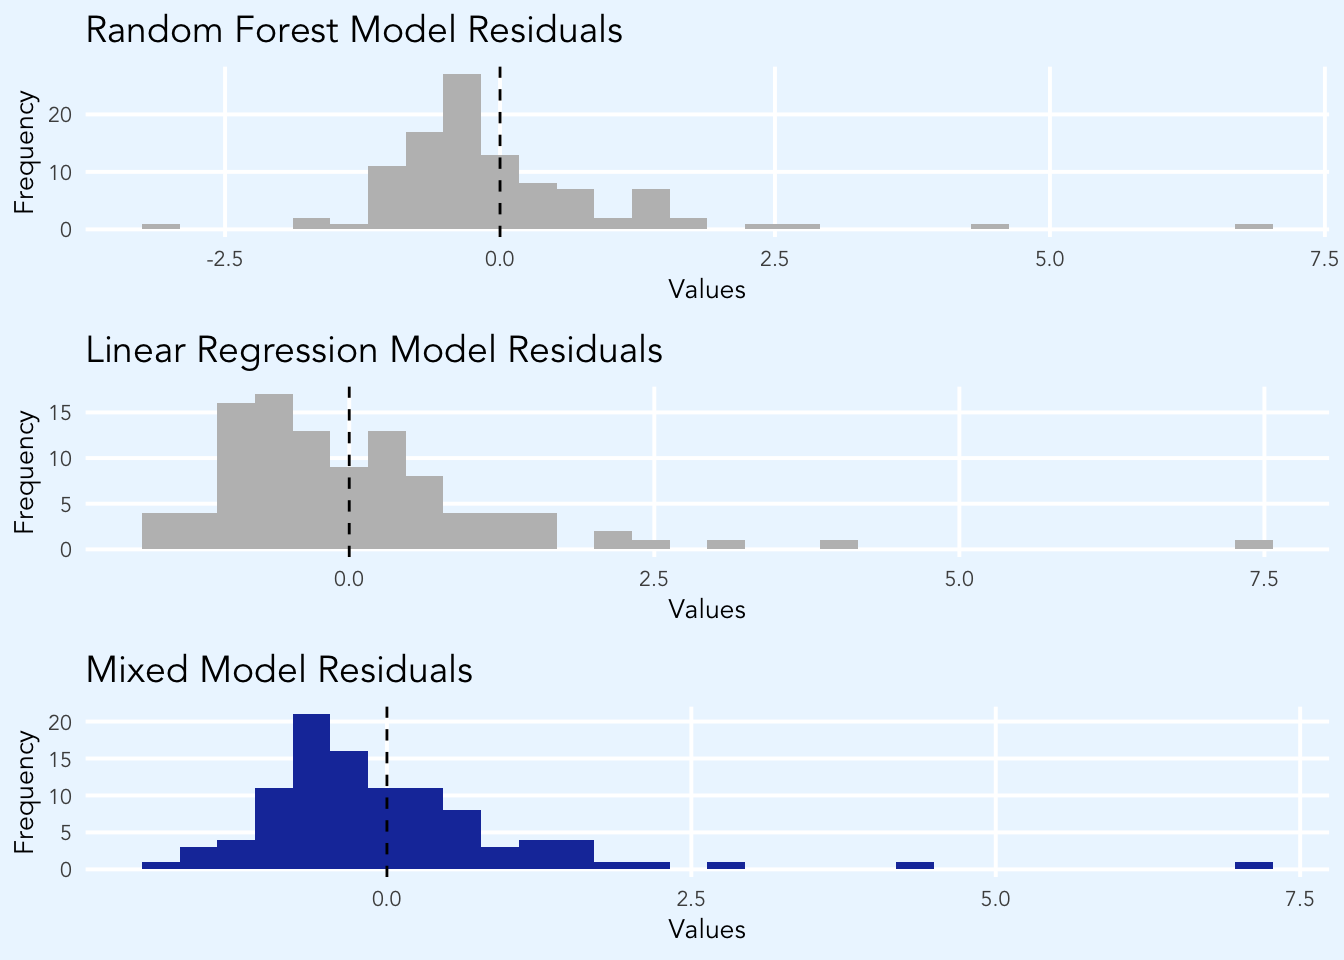 Random Forest Model Residuals
Frequency
20
10
0
-2.5 0.0 2.5 5.0 7.5
Values
Linear Regression Model Residuals
Frequency
15
10
5
0
0.0 2.5 5.0 7.5
Values
Mixed Model Residuals
Frequency
20
15
10
5
0
0.0 2.5 5.0 7.5
Values